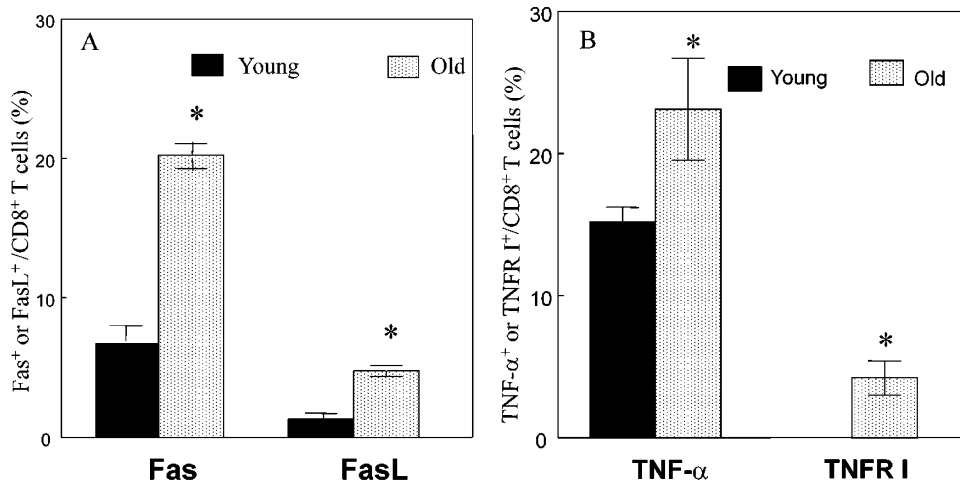 A
Young
Old
*
*
30
20
10
0
Fas⁺ or FasL⁺/CD8⁺ T cells (%)
Fas
FasL
B
Young
Old
*
*
30
20
10
0
TNF-α⁺ or TNFR I⁺/CD8⁺ T cells (%)
TNF-α
TNFR I